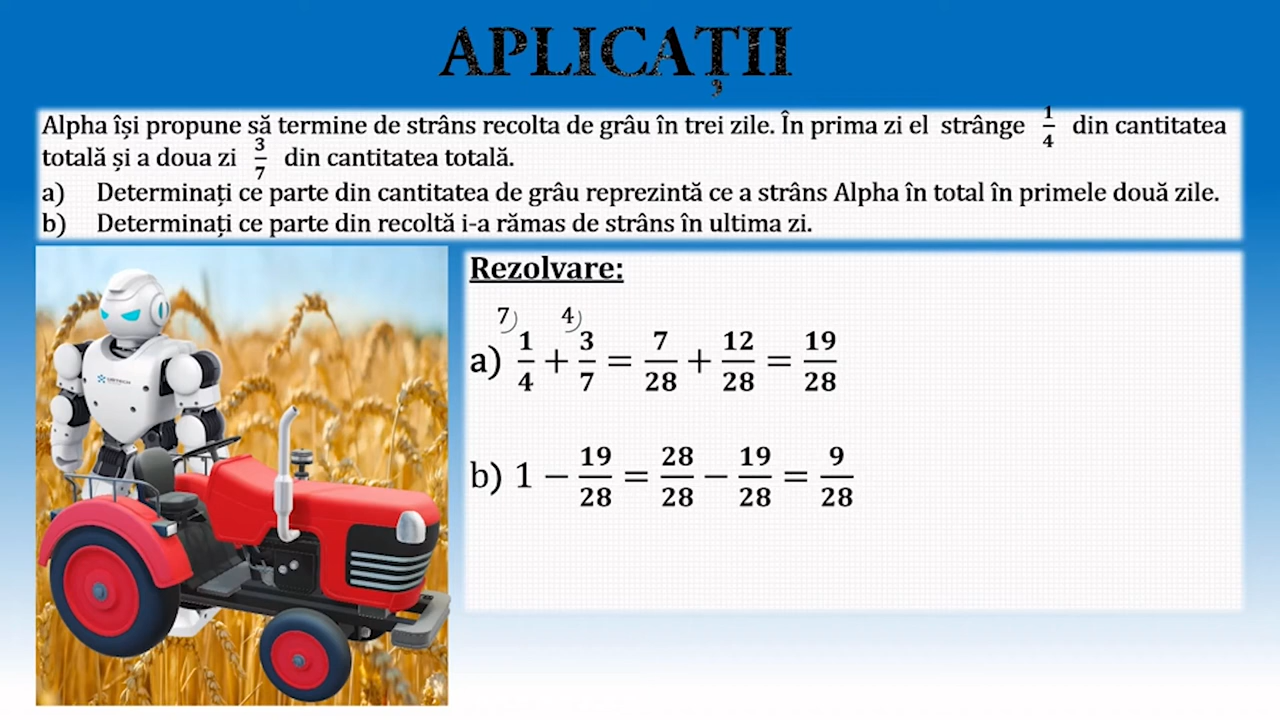 APLICAȚII
Alpha își propune să termine de strâns recolta de grâu în trei zile. În prima zi el strânge 1/4 din cantitatea
totală și a doua zi 3/7 din cantitatea totală.
a) Determinați ce parte din cantitatea de grâu reprezintă ce a strâns Alpha în total în primele două zile.
b) Determinați ce parte din recoltă i-a rămas de strâns în ultima zi.
Rezolvare:
7) 4)
a) 1/4 + 3/7 = 7/28 + 12/28 = 19/28
b) 1 − 19/28 = 28/28 − 19/28 = 9/28